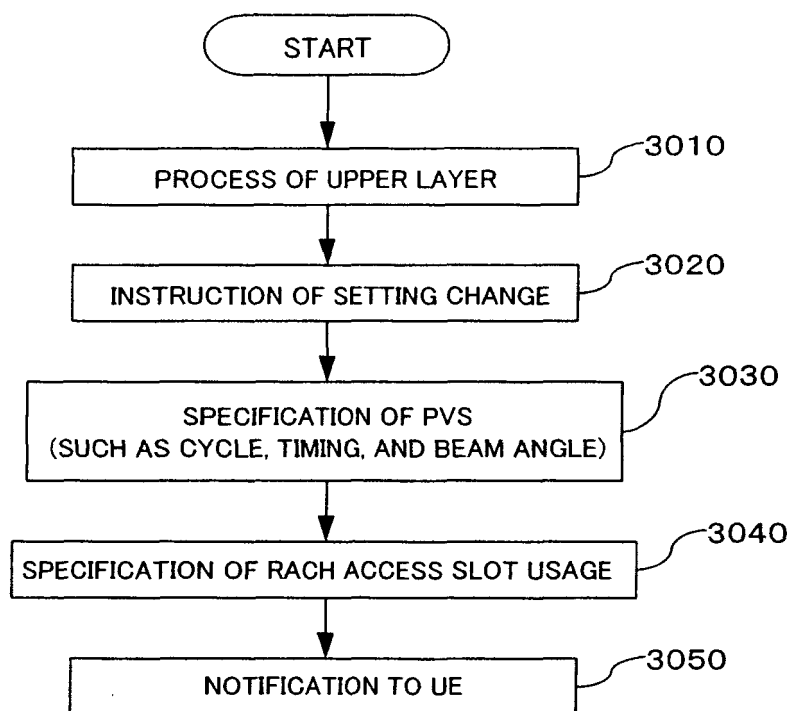 START
PROCESS OF UPPER LAYER
3010
INSTRUCTION OF SETTING CHANGE
3020
SPECIFICATION OF PVS
(SUCH AS CYCLE, TIMING, AND BEAM ANGLE)
3030
SPECIFICATION OF RACH ACCESS SLOT USAGE
3040
NOTIFICATION TO UE
3050